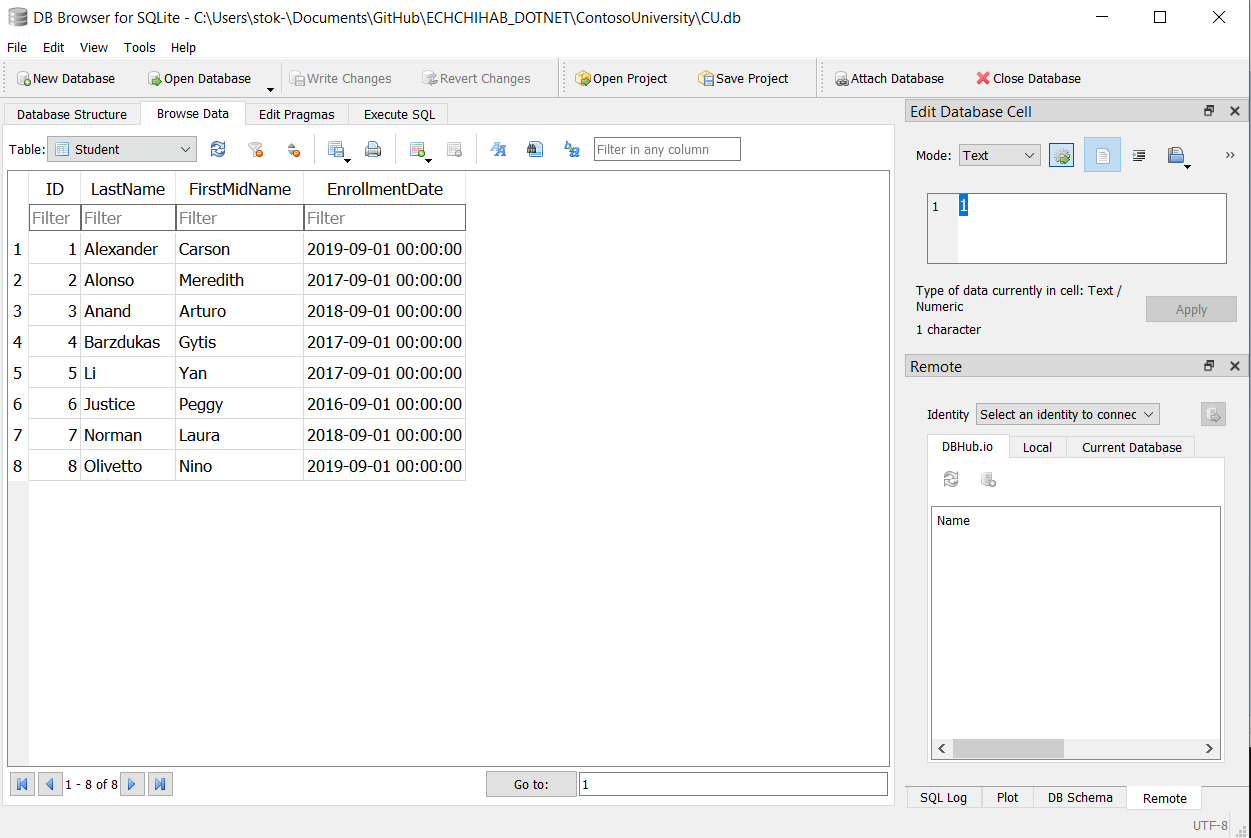 DB Browser for SQLite - C:\Users\stok-\Documents\GitHub\ECHCHIHAB_DOTNET\ContosoUniversity\CU.db
File Edit View Tools Help
New Database Open Database Write Changes Revert Changes Open Project Save Project Attach Database Close Database
Database Structure Browse Data Edit Pragmas Execute SQL
Table: Student Filter in any column
ID LastName FirstMidName EnrollmentDate
Filter Filter Filter Filter
1 1 Alexander Carson 2019-09-01 00:00:00
2 2 Alonso Meredith 2017-09-01 00:00:00
3 3 Anand Arturo 2018-09-01 00:00:00
4 4 Barzdukas Gytis 2017-09-01 00:00:00
5 5 Li Yan 2017-09-01 00:00:00
6 6 Justice Peggy 2016-09-01 00:00:00
7 7 Norman Laura 2018-09-01 00:00:00
8 8 Olivetto Nino 2019-09-01 00:00:00
1 - 8 of 8 Go to: 1
Edit Database Cell
Mode: Text
1 1
Type of data currently in cell: Text /
Numeric
1 character
Apply
Remote
Identity Select an identity to connec
DBHub.io Local Current Database
Name
SQL Log Plot DB Schema Remote
UTF-8